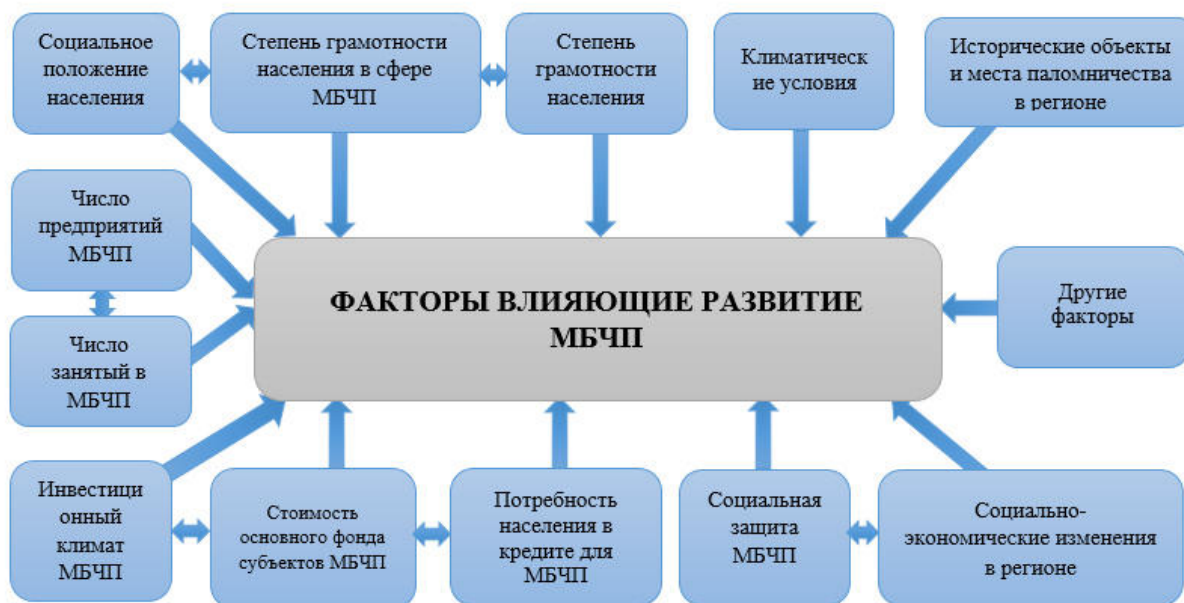 Социальное
положение
населения
Степень грамотности
населения в сфере
МБЧП
Степень
грамотности
населения
Климатическ
ие условия
Исторические объекты
и места паломничества
в регионе
Число
предприятий
МБЧП
ФАКТОРЫ ВЛИЯЮЩИЕ РАЗВИТИЕ
МБЧП
Другие
факторы
Число
занятый в
МБЧП
Инвестици
онный
климат
МБЧП
Стоимость
основного фонда
субъектов МБЧП
Потребность
населения в
кредите для
МБЧП
Социальная
защита
МБЧП
Социально-
экономические изменения
в регионе